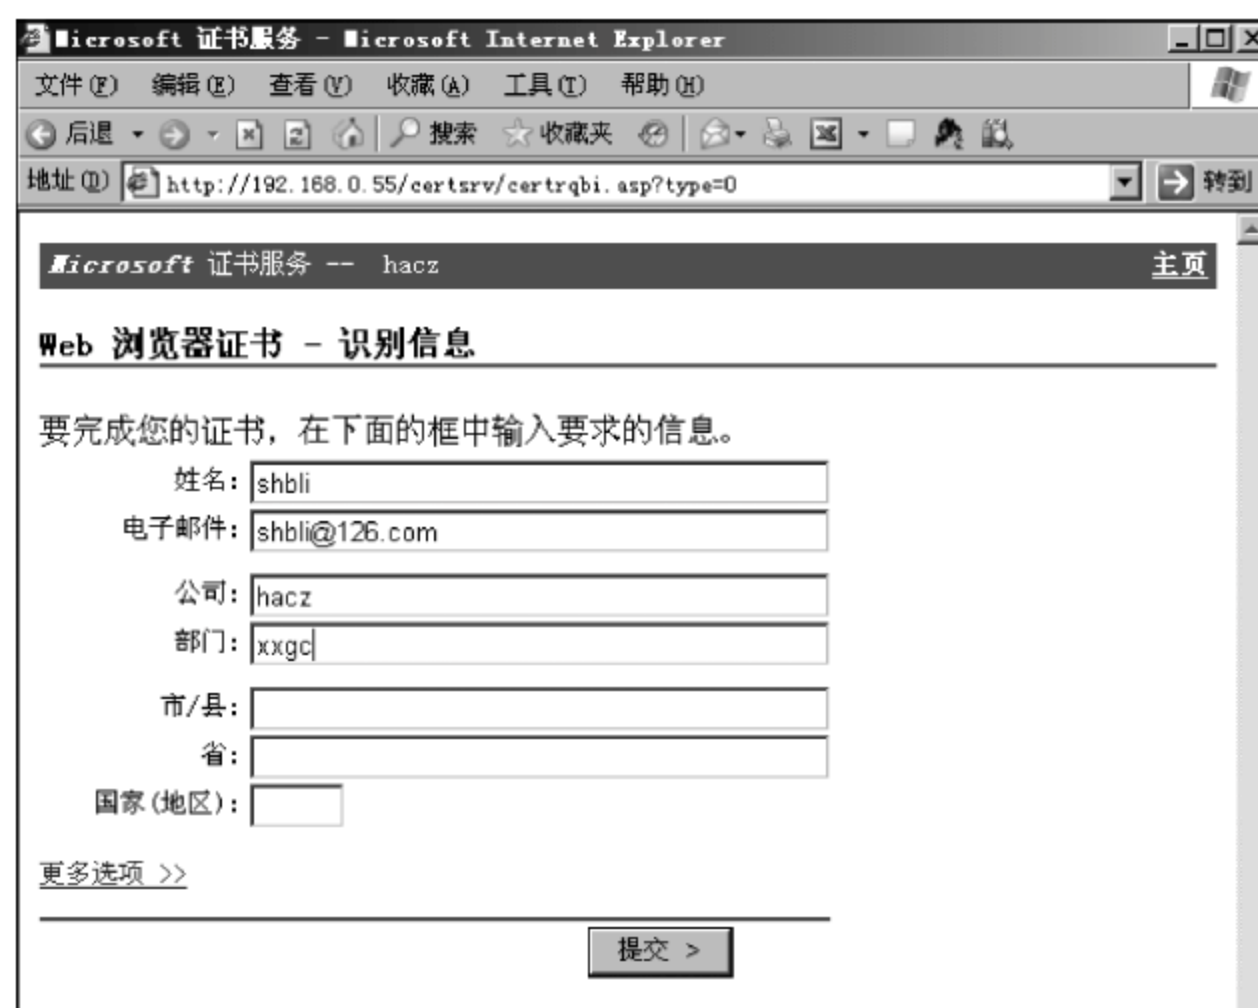 Microsoft 证书服务 - Microsoft Internet Explorer
文件(F) 编辑(E) 查看(V) 收藏(A) 工具(T) 帮助(H)
后退 搜索 收藏夹
地址(D) http://192.168.0.55/certsrv/certrqbi.asp?type=0 转到
Microsoft 证书服务 -- hacz 主页
Web 浏览器证书 - 识别信息
要完成您的证书，在下面的框中输入要求的信息。
姓名: shbli
电子邮件: shbli@126.com
公司: hacz
部门: xxgc
市/县:
省:
国家(地区):
更多选项 >>
提交 >